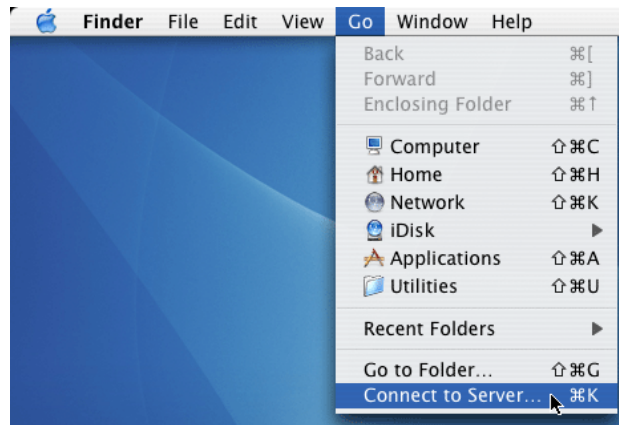 Finder File Edit View Go Window Help
Back ⌘[
Forward ⌘]
Enclosing Folder ⌘↑
Computer ⇧⌘C
Home ⇧⌘H
Network ⇧⌘K
iDisk ▶
Applications ⇧⌘A
Utilities ⇧⌘U
Recent Folders ▶
Go to Folder... ⇧⌘G
Connect to Server... ⌘K